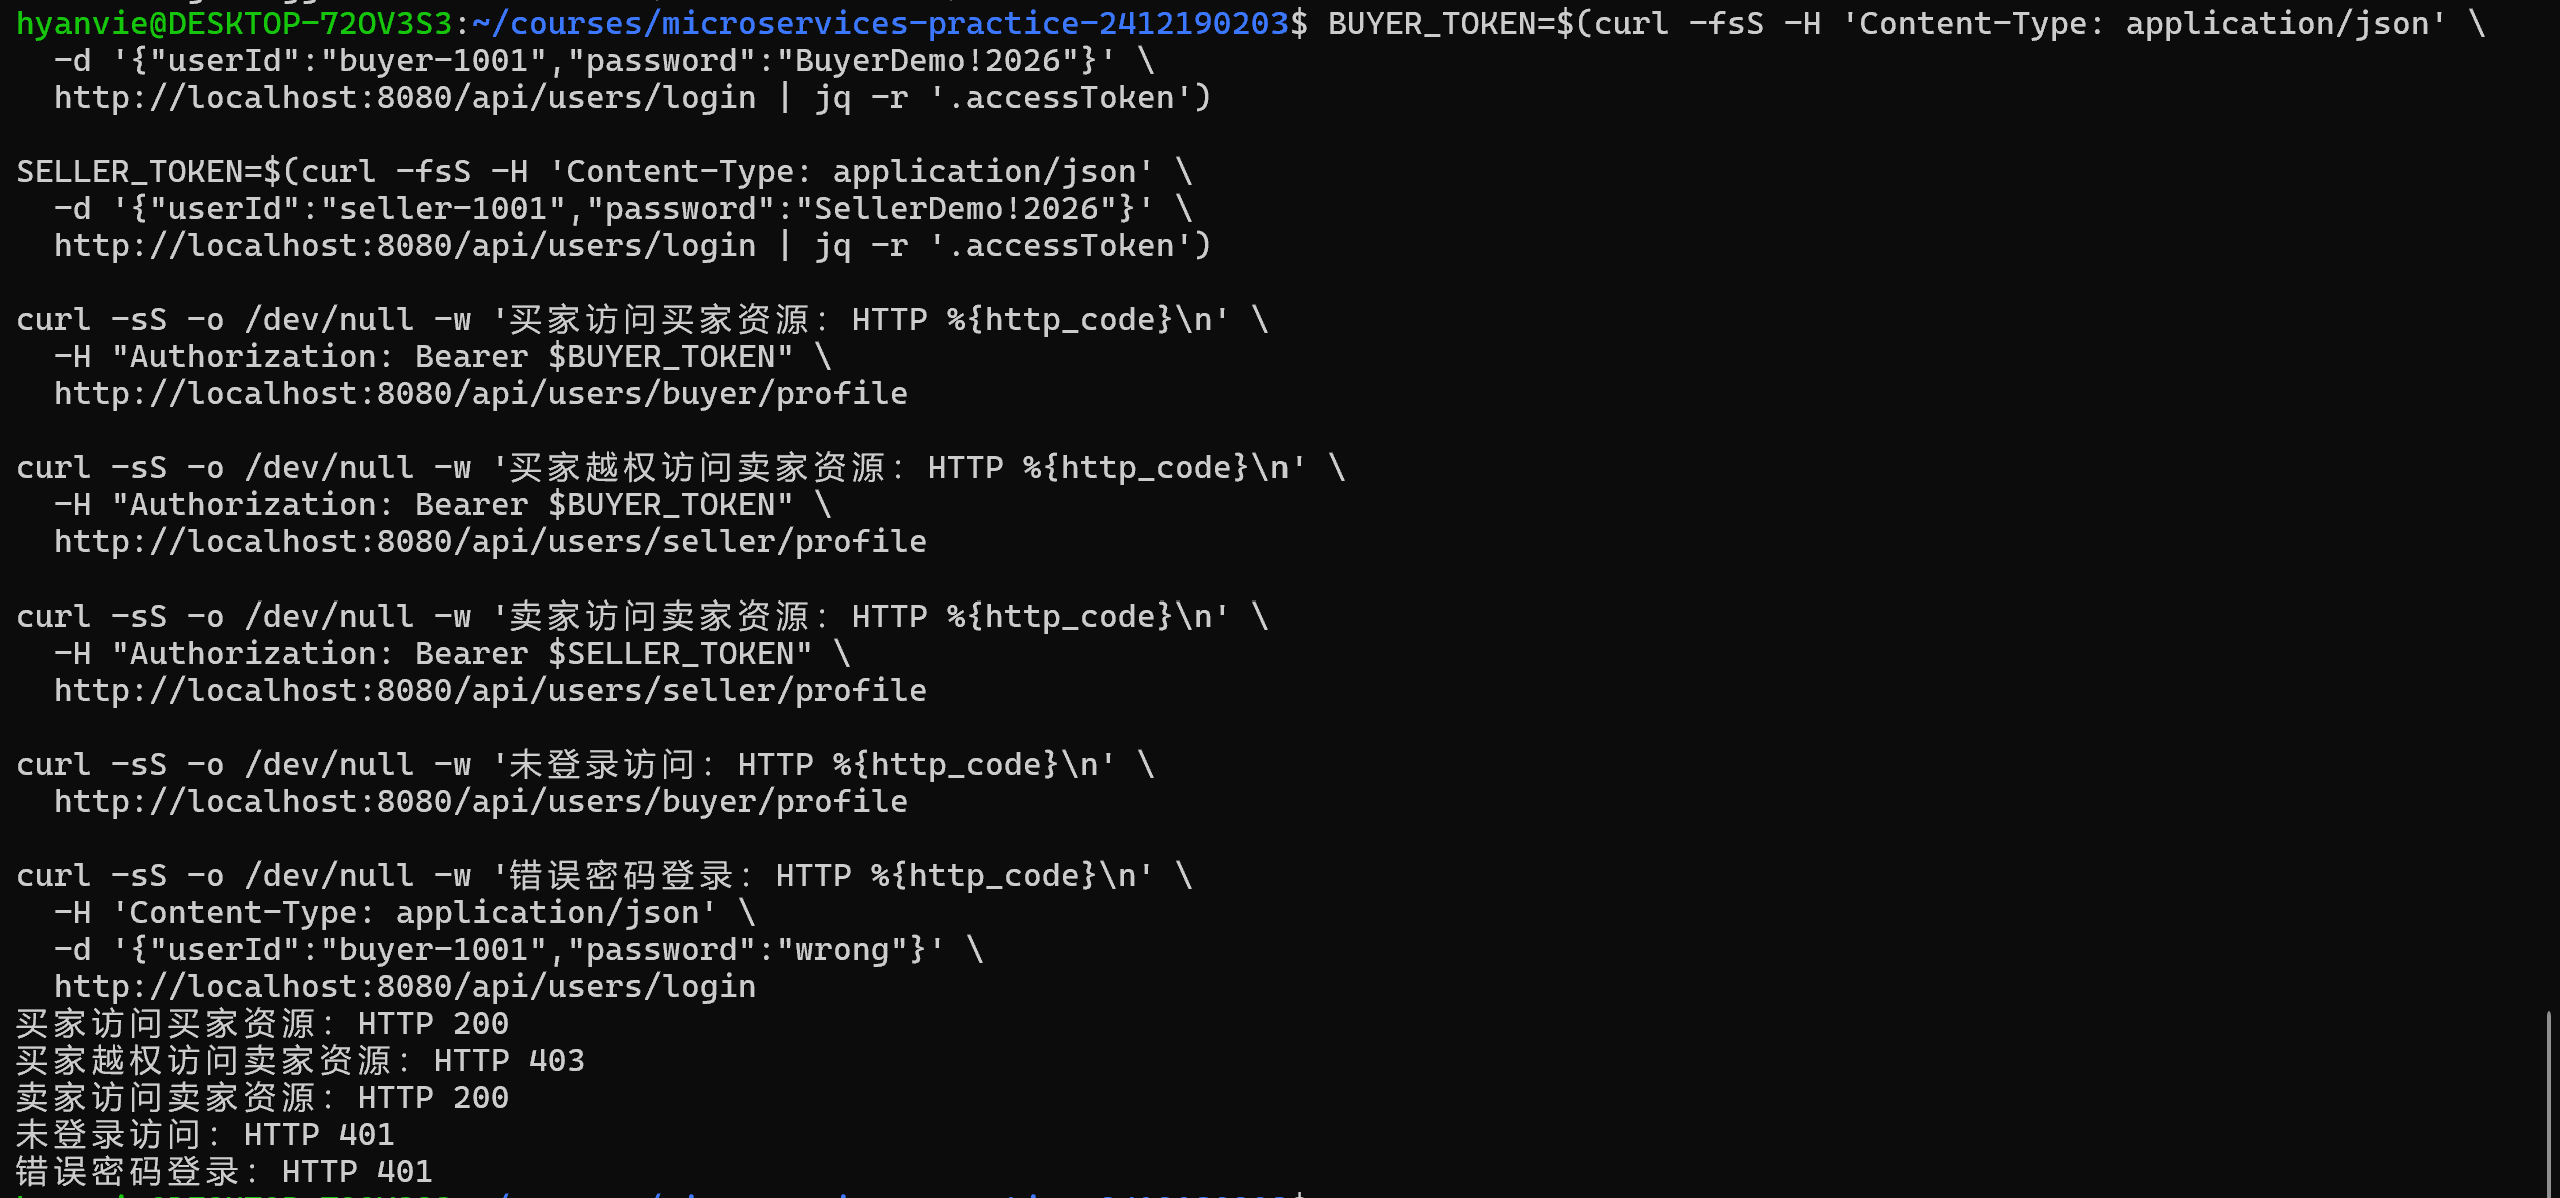 hyanvie@DESKTOP-72OV3S3:~/courses/microservices-practice-2412190203$ BUYER_TOKEN=$(curl -fsS -H 'Content-Type: application/json' \
  -d '{"userId":"buyer-1001","password":"BuyerDemo!2026"}' \
  http://localhost:8080/api/users/login | jq -r '.accessToken')
SELLER_TOKEN=$(curl -fsS -H 'Content-Type: application/json' \
  -d '{"userId":"seller-1001","password":"SellerDemo!2026"}' \
  http://localhost:8080/api/users/login | jq -r '.accessToken')
curl -sS -o /dev/null -w '买家访问买家资源：HTTP %{http_code}\n' \
  -H "Authorization: Bearer $BUYER_TOKEN" \
  http://localhost:8080/api/users/buyer/profile
curl -sS -o /dev/null -w '买家越权访问卖家资源：HTTP %{http_code}\n' \
  -H "Authorization: Bearer $BUYER_TOKEN" \
  http://localhost:8080/api/users/seller/profile
curl -sS -o /dev/null -w '卖家访问卖家资源：HTTP %{http_code}\n' \
  -H "Authorization: Bearer $SELLER_TOKEN" \
  http://localhost:8080/api/users/seller/profile
curl -sS -o /dev/null -w '未登录访问：HTTP %{http_code}\n' \
  http://localhost:8080/api/users/buyer/profile
curl -sS -o /dev/null -w '错误密码登录：HTTP %{http_code}\n' \
  -H 'Content-Type: application/json' \
  -d '{"userId":"buyer-1001","password":"wrong"}' \
  http://localhost:8080/api/users/login
买家访问买家资源：HTTP 200
买家越权访问卖家资源：HTTP 403
卖家访问卖家资源：HTTP 200
未登录访问：HTTP 401
错误密码登录：HTTP 401